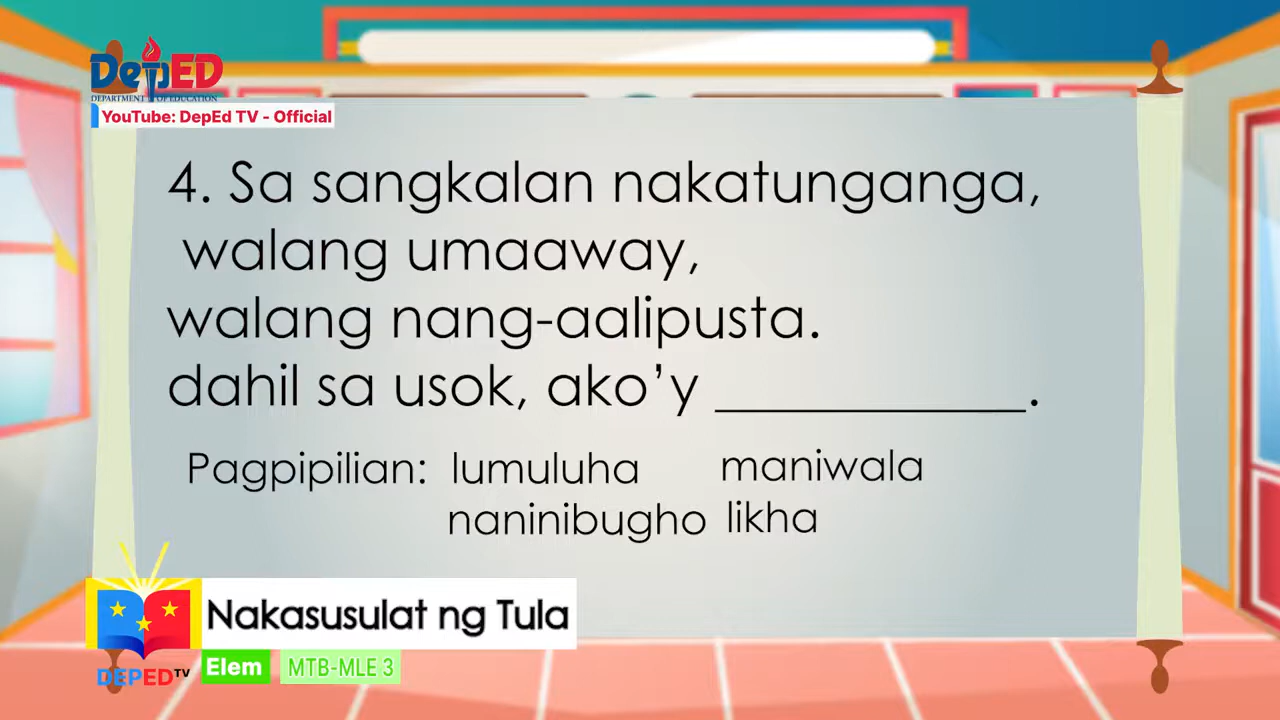 DepED
DEPARTMENT OF EDUCATION
YouTube: DepEd TV - Official
4. Sa sangkalan nakatunganga,
walang umaaway,
walang nang-aalipusta.
dahil sa usok, ako’y ___________.
Pagpipilian: lumuluha maniwala
naninibugho likha
Nakasusulat ng Tula
DEPED TV Elem MTB-MLE 3